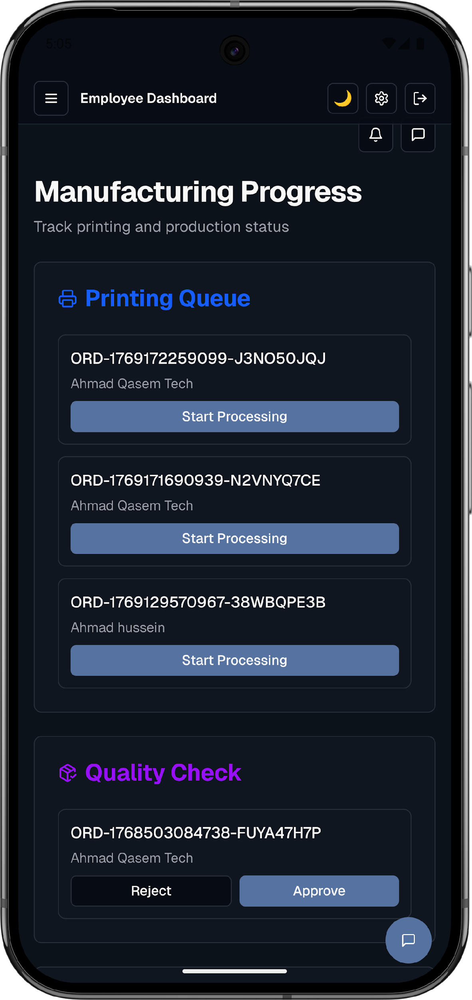 5:05
Employee Dashboard
Manufacturing Progress
Track printing and production status
Printing Queue
ORD-1769172259099-J3NO50JQJ
Ahmad Qasem Tech
Start Processing
ORD-1769171690939-N2VNYQ7CE
Ahmad Qasem Tech
Start Processing
ORD-1769129570967-38WBQPE3B
Ahmad hussein
Start Processing
Quality Check
ORD-1768503084738-FUYA47H7P
Ahmad Qasem Tech
Reject Approve